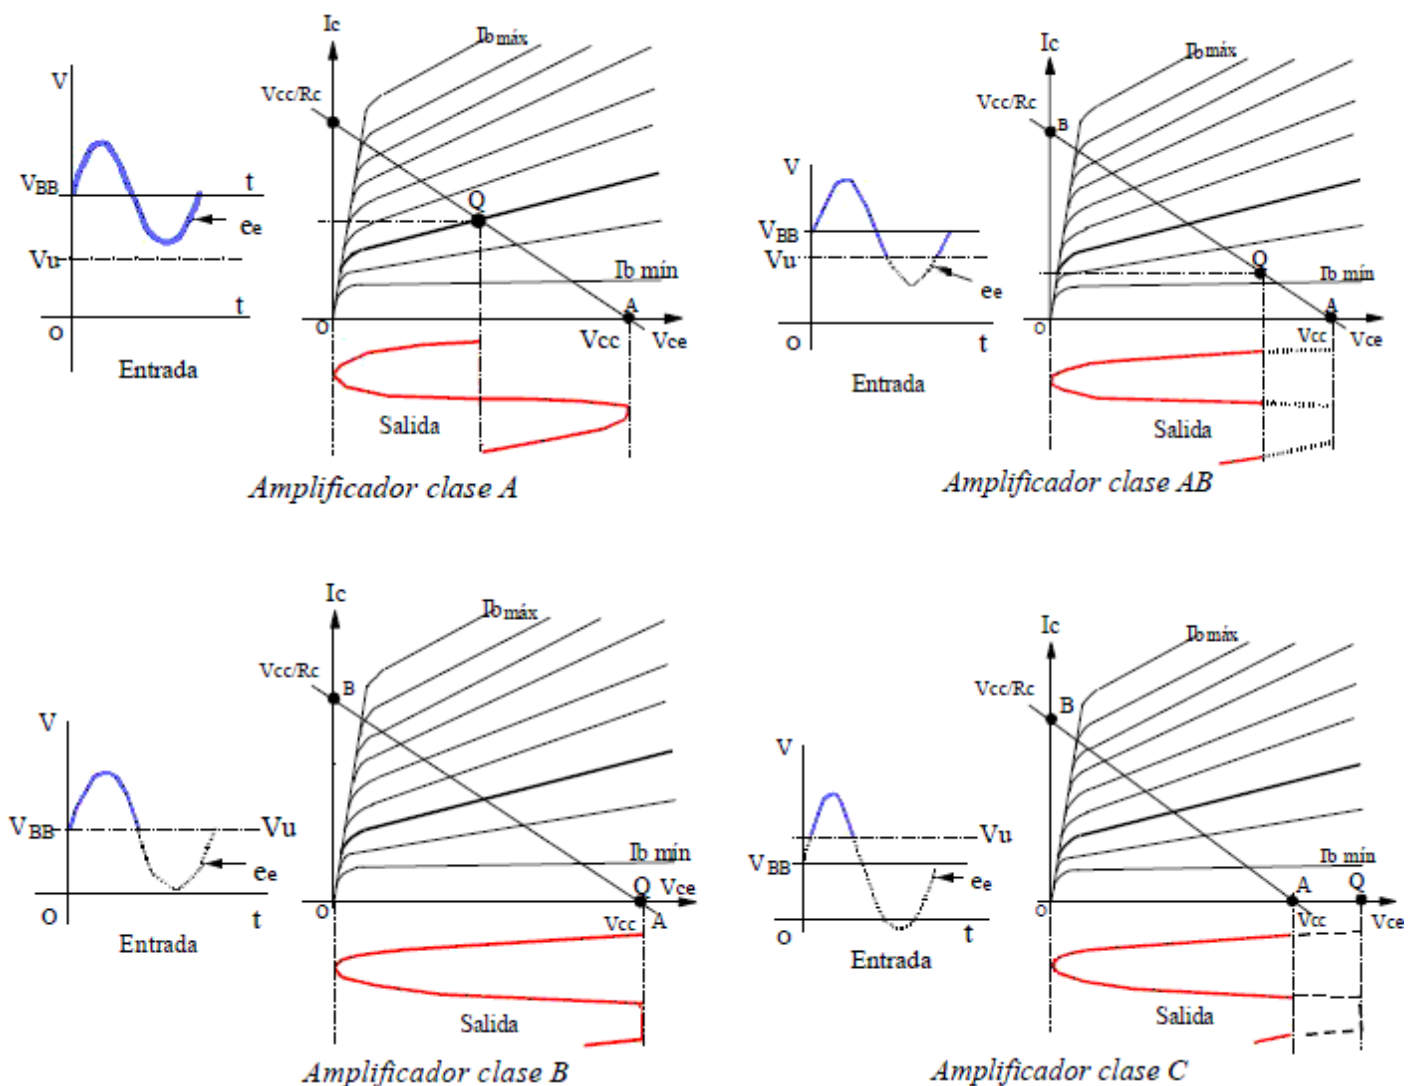 Ic
Ib máx
V
Vcc/Rc
VBB
t
Q
ee
Vu
Ib mín
t
A
O
O
Vcc
Vce
Entrada
Salida
Amplificador clase A
Ic
Ib máx
Vcc/Rc
B
V
VBB
Vu
Q
Ib mín
ee
O
t
O
A
Vcc
Vce
Entrada
Salida
Amplificador clase AB
Ic
Ib máx
Vcc/Rc
B
V
VBB
Vu
Ib mín
ee
Q
Vce
O
t
O
Vcc
A
Entrada
Salida
Amplificador clase B
Ic
Ib máx
Vcc/Rc
B
V
Vu
VBB
Ib mín
ee
A
Q
O
t
O
Vcc
Vce
Entrada
Salida
Amplificador clase C